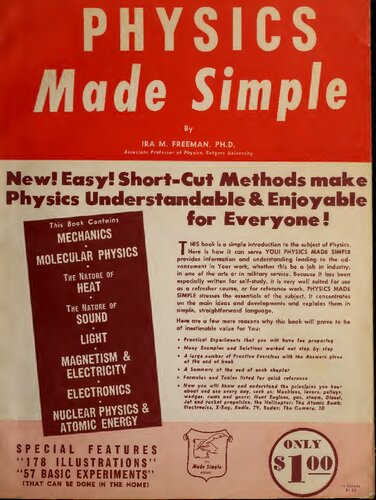 PHYSICS
Made Simple
By
IRA M. FREEMAN, PH.D.
Associate Professor of Physics, Rutgers University
New! Easy! Short-Cut Methods make
Physics Understandable & Enjoyable
for Everyone!
This Book Contains
MECHANICS
MOLECULAR PHYSICS
THE NATURE OF
HEAT
THE NATURE OF
SOUND
LIGHT
MAGNETISM &
ELECTRICITY
ELECTRONICS
NUCLEAR PHYSICS &
ATOMIC ENERGY
THIS book is a simple introduction to the subject of Physics.
Here is how it can serve YOU! PHYSICS MADE SIMPLE
provides information and understanding leading to the ad-
vancement in Your work, whether this be a job in industry,
in one of the arts or in military service. Because it has been
especially written for self-study, it is very well suited for use
as a refresher course, or for reference work. PHYSICS MADE
SIMPLE stresses the essentials of the subject. It concentrates
on the main ideas and developments and explains them in
simple, straightforward language.
Here are a few more reasons why this book will prove to be
of inestimable value for You:
• Practical Experiments that you will have fun preparing
• Many Examples and Solutions worked out step by step
• A large number of Practice Exercises with the Answers given
at the end of the book
• A Summary at the end of each chapter
• Formulas and Tables listed for quick reference
• Now you will know and understand the principles you hear
about and use every day, such as: Machines, levers, pulleys,
wedges, cams and gears; Heat Engines, gas, steam, Diesel,
Jet and rocket propulsion, the Helicopter; The Atomic Bomb;
Electronics, X-Ray, Radio, TV, Radar; The Camera, 3D
SPECIAL FEATURES
"178 ILLUSTRATIONS"
"57 BASIC EXPERIMENTS"
(THAT CAN BE DONE IN THE HOME)
Made Simple
BOOKS
ONLY
$1.00